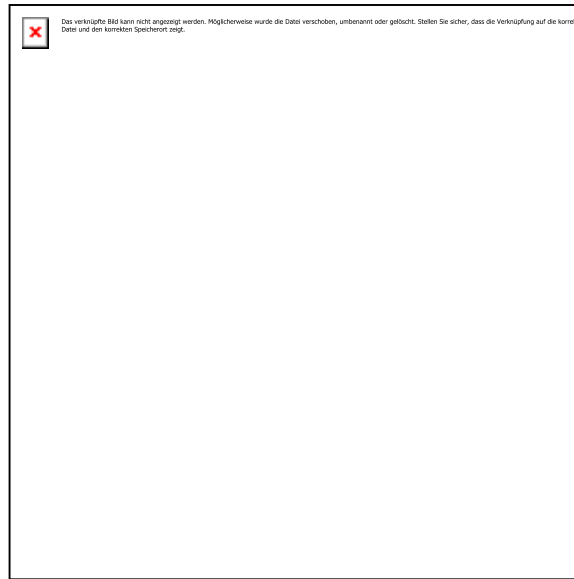 Das verknüpfte Bild kann nicht angezeigt werden. Möglicherweise wurde die Datei verschoben, umbenannt oder gelöscht. Stellen Sie sicher, dass die Verknüpfung auf die korre
Datei und den korrekten Speicherort zeigt.